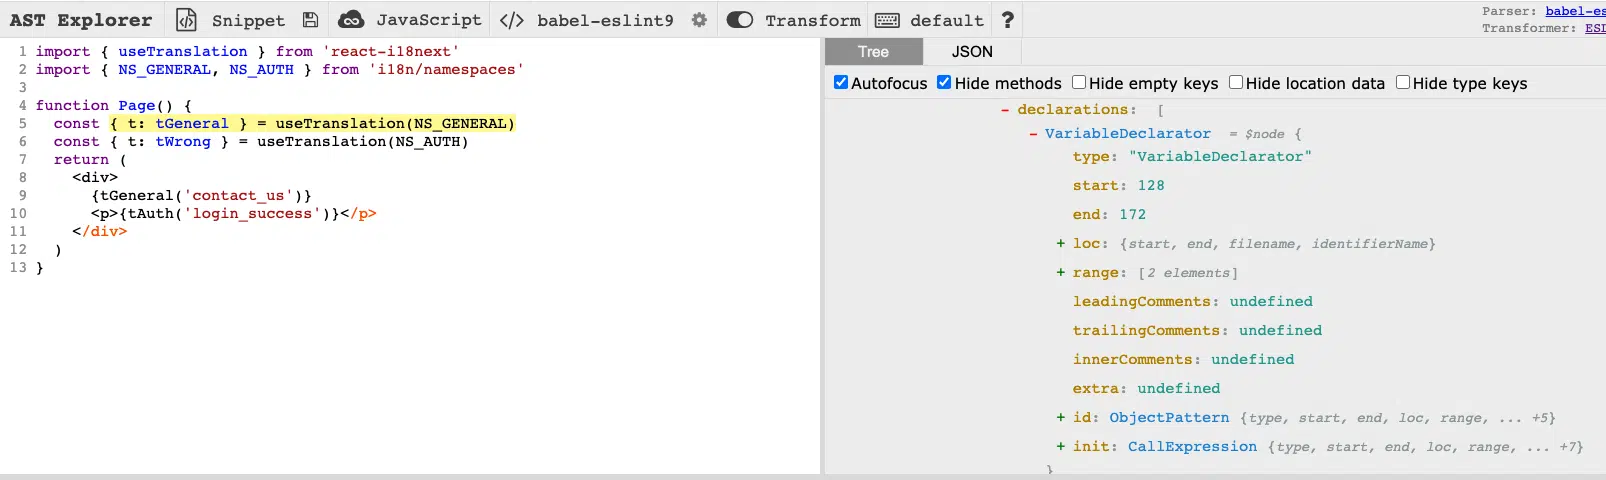 AST Explorer Snippet JavaScript </> babel-eslint9 Transform default ?
Parser: babel-es
Transformer: ESL
1 import { useTranslation } from 'react-i18next'
2 import { NS_GENERAL, NS_AUTH } from 'i18n/namespaces'
3
4 function Page() {
5   const { t: tGeneral } = useTranslation(NS_GENERAL)
6   const { t: tWrong } = useTranslation(NS_AUTH)
7   return (
8     <div>
9       {tGeneral('contact_us')}
10       <p>{tAuth('login_success')}</p>
11     </div>
12   )
13 }
Tree JSON
Autofocus Hide methods Hide empty keys Hide location data Hide type keys
- declarations: [
- VariableDeclarator = $node {
type: "VariableDeclarator"
start: 128
end: 172
+ loc: {start, end, filename, identifierName}
+ range: [2 elements]
leadingComments: undefined
trailingComments: undefined
innerComments: undefined
extra: undefined
+ id: ObjectPattern {type, start, end, loc, range, ... +5}
+ init: CallExpression {type, start, end, loc, range, ... +7}
}